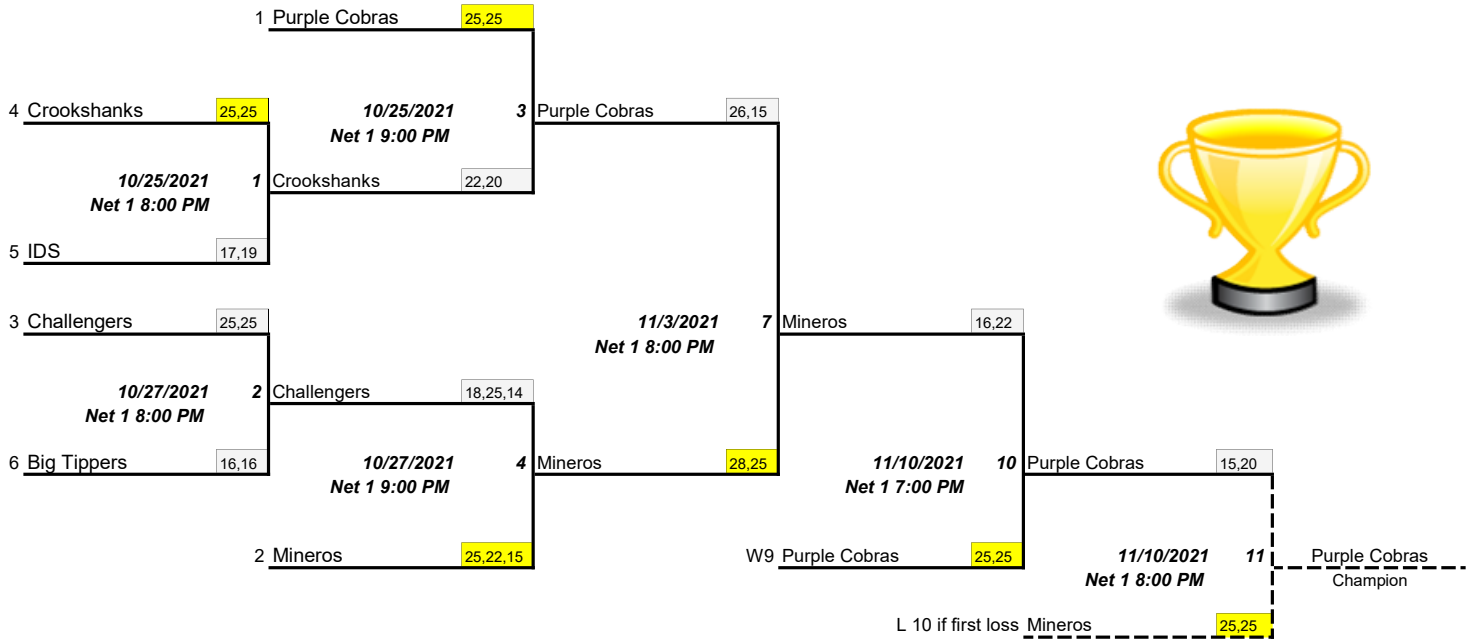 1 Purple Cobras 25,25
4 Crookshanks 25,25 10/25/2021 3 Purple Cobras 26,15
Net 1 9:00 PM
10/25/2021 1 Crookshanks 22,20
Net 1 8:00 PM
5 IDS 17,19
3 Challengers 25,25 11/3/2021 7 Mineros 16,22
Net 1 8:00 PM
10/27/2021 2 Challengers 18,25,14
Net 1 8:00 PM
6 Big Tippers 16,16 10/27/2021 4 Mineros 28,25 11/10/2021 10 Purple Cobras 15,20
Net 1 9:00 PM Net 1 7:00 PM
2 Mineros 25,22,15 W9 Purple Cobras 25,25 11/10/2021 11 Purple Cobras
Net 1 8:00 PM Champion
L 10 if first loss Mineros 25,25